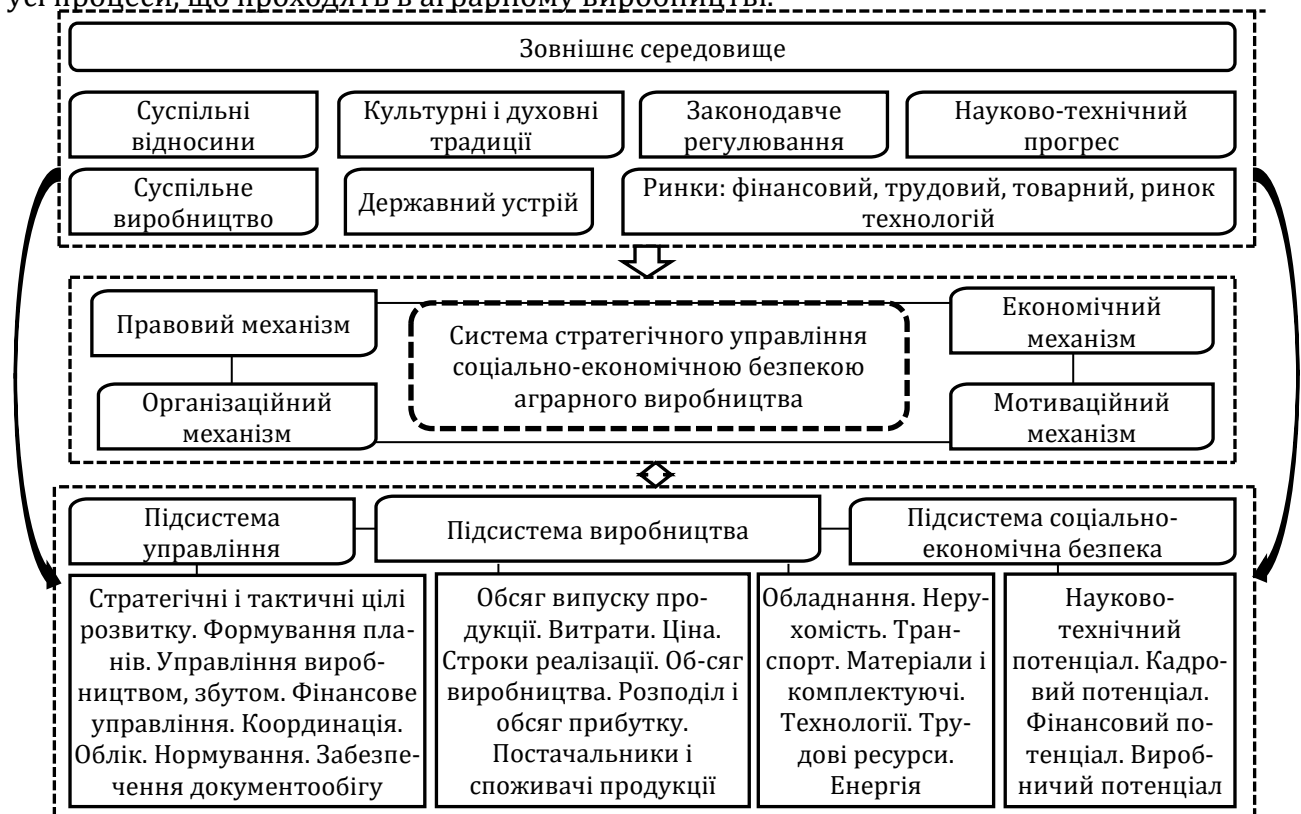 усі процеси, що проходять в аграрному виробництві.
Зовнішнє середовище
Суспільні
відносини
Культурні і духовні
традиції
Законодавче
регулювання
Науково-технічний
прогрес
Суспільне
виробництво
Державний устрій
Ринки: фінансовий, трудовий, товарний, ринок
технологій
Правовий механізм
Система стратегічного управління
соціально-економічною безпекою
аграрного виробництва
Економічний
механізм
Організаційний
механізм
Мотиваційний
механізм
Підсистема
управління
Підсистема виробництва
Підсистема соціально-
економічна безпека
Стратегічні і тактичні цілі
розвитку. Формування пла-
нів. Управління вироб-
ництвом, збутом. Фінансове
управління. Координація.
Облік. Нормування. Забезпе-
чення документообігу
Обсяг випуску про-
дукції. Витрати. Ціна.
Строки реалізації. Об-сяг
виробництва. Розподіл і
обсяг прибутку.
Постачальники і
споживачі продукції
Обладнання. Неру-
хомість. Тран-
спорт. Матеріали і
комплектуючі.
Технології. Тру-
дові ресурси.
Енергія
Науково-
технічний
потенціал. Кадро-
вий потенціал.
Фінансовий по-
тенціал. Вироб-
ничий потенціал